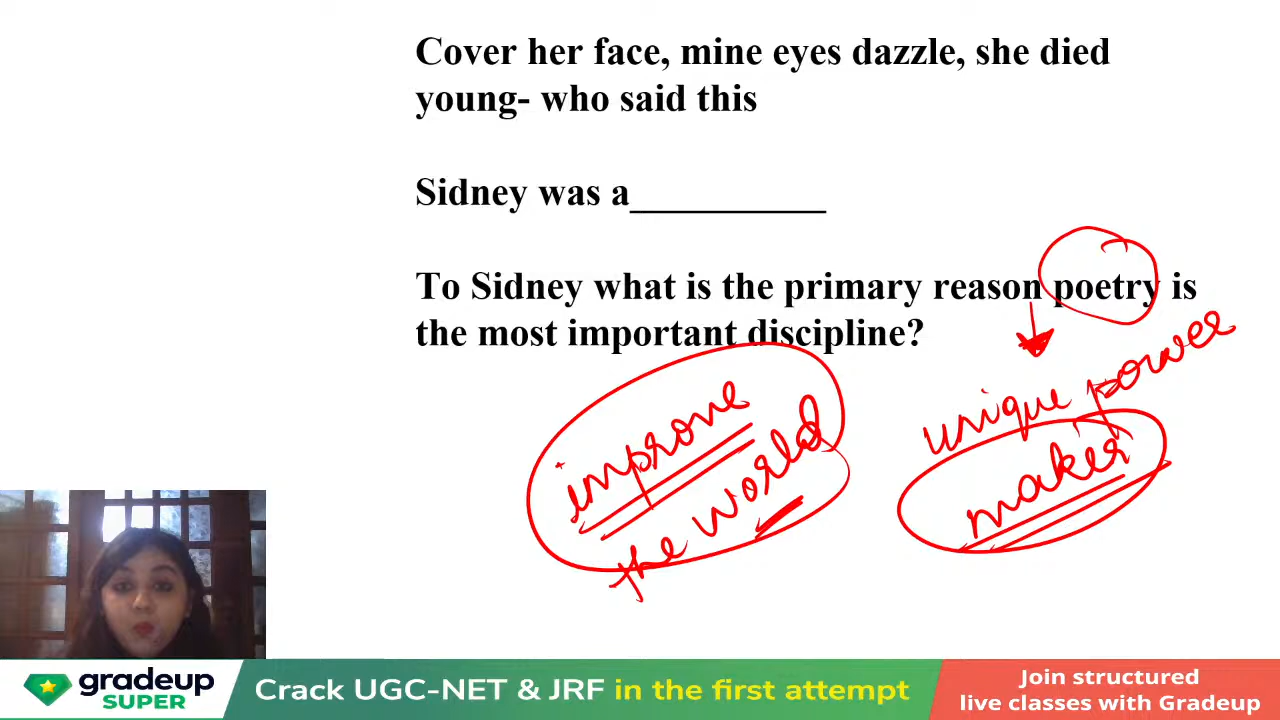 Cover her face, mine eyes dazzle, she died
young- who said this
Sidney was a__________
To Sidney what is the primary reason poetry is
the most important discipline?
improve
the world
unique power
maker
gradeup
SUPER
Crack UGC-NET & JRF in the first attempt
Join structured
live classes with Gradeup